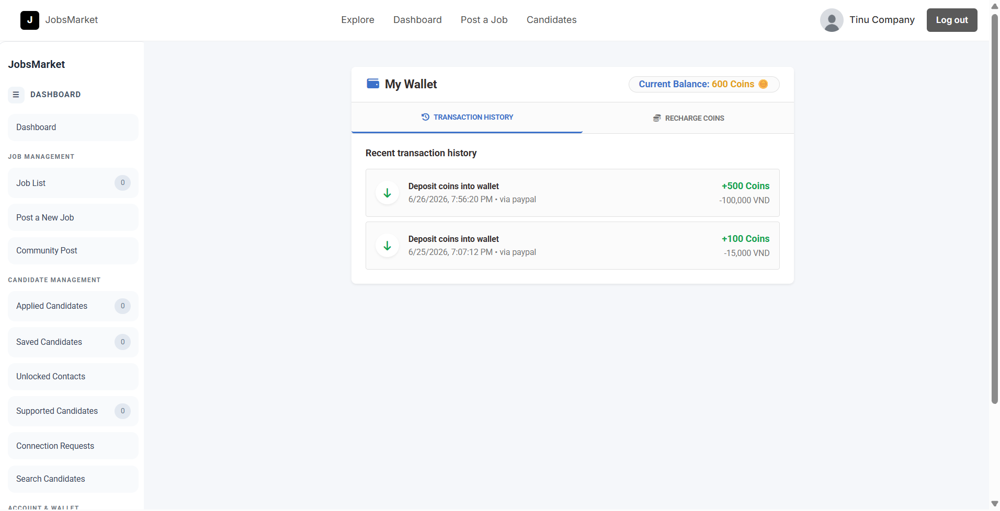 J JobsMarket
Explore Dashboard Post a Job Candidates
Tinu Company
Log out
JobsMarket
DASHBOARD
Dashboard
JOB MANAGEMENT
Job List 0
Post a New Job
Community Post
CANDIDATE MANAGEMENT
Applied Candidates 0
Saved Candidates 0
Unlocked Contacts
Supported Candidates 0
Connection Requests
Search Candidates
ACCOUNT & WALLET
My Wallet
Current Balance: 600 Coins
TRANSACTION HISTORY
RECHARGE COINS
Recent transaction history
Deposit coins into wallet
6/26/2026, 7:56:20 PM • via paypal
+500 Coins
-100,000 VND
Deposit coins into wallet
6/25/2026, 7:07:12 PM • via paypal
+100 Coins
-15,000 VND